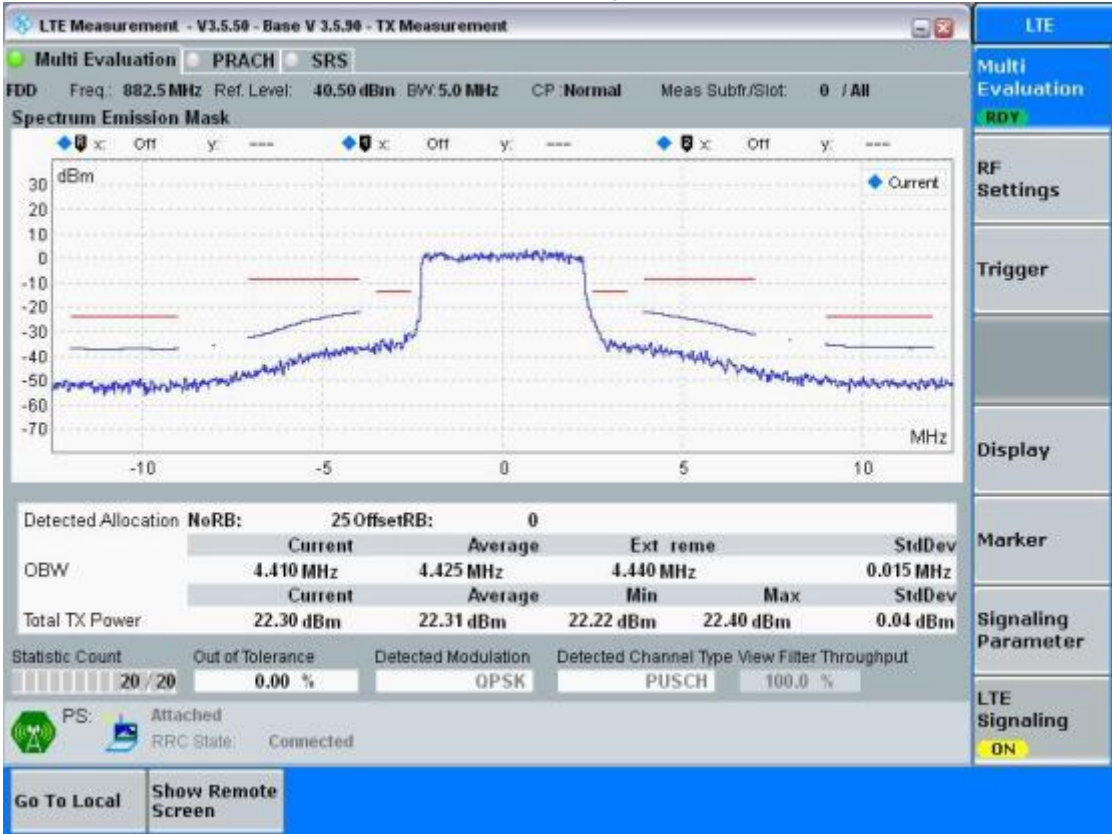 LTE Measurement - V3.5.50 - Base V 3.5.90 - TX Measurement
LTE
Multi Evaluation PRACH SRS
FDD Freq.: 882.5 MHz Ref. Level: 40.50 dBm BW: 5.0 MHz CP :Normal Meas Subfr./Slot: 0 / All
Spectrum Emission Mask
x: Off y: --- x: Off y: --- x: Off y: ---
dBm
Current
30
20
10
0
-10
-20
-30
-40
-50
-60
-70
MHz
-10 -5 0 5 10
Detected Allocation NoRB: 25 OffsetRB: 0
Current Average Ext reme StdDev
OBW 4.410 MHz 4.425 MHz 4.440 MHz 0.015 MHz
Current Average Min Max StdDev
Total TX Power 22.30 dBm 22.31 dBm 22.22 dBm 22.40 dBm 0.04 dBm
Statistic Count Out of Tolerance Detected Modulation Detected Channel Type View Filter Throughput
20 / 20 0.00 % QPSK PUSCH 100.0 %
PS: Attached
RRC State: Connected
Multi
Evaluation
RDY
RF
Settings
Trigger
Display
Marker
Signaling
Parameter
LTE
Signaling
ON
Go To Local
Show Remote
Screen